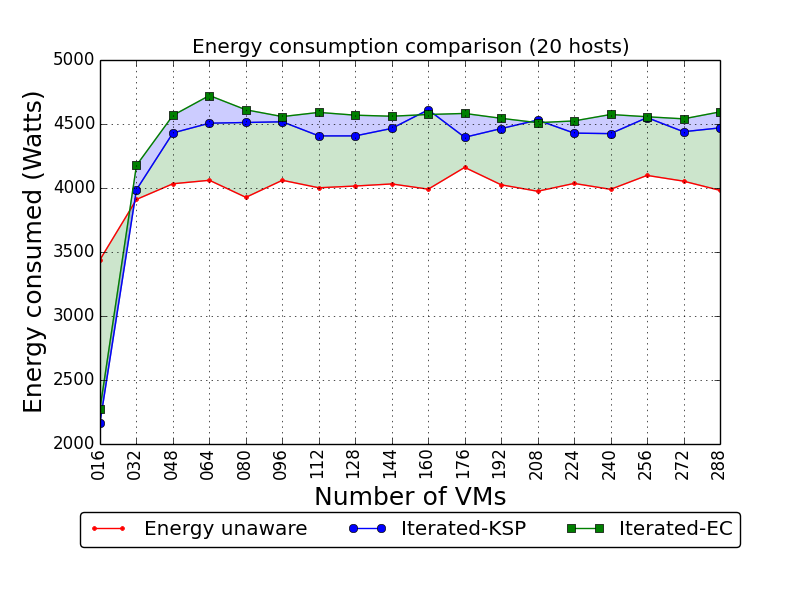 Energy consumption comparison (20 hosts)
5000
4500
4000
3500
3000
2500
2000
Energy consumed (Watts)
016 032 048 064 080 096 112 128 144 160 176 192 208 224 240 256 272 288
Number of VMs
Energy unaware Iterated-KSP Iterated-EC